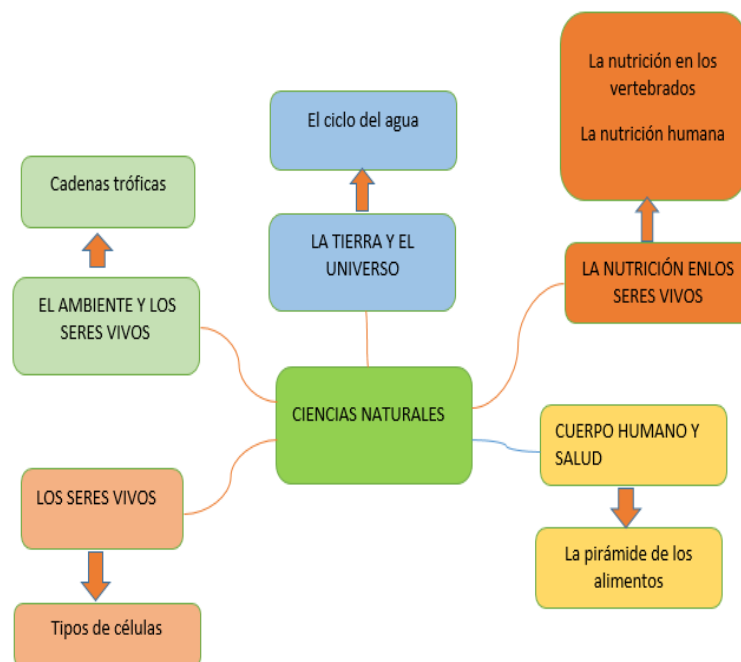 La nutrición en los
vertebrados
La nutrición humana
El ciclo del agua
Cadenas tróficas
LA TIERRA Y EL
UNIVERSO
LA NUTRICIÓN ENLOS
SERES VIVOS
EL AMBIENTE Y LOS
SERES VIVOS
CIENCIAS NATURALES
CUERPO HUMANO Y
SALUD
LOS SERES VIVOS
La pirámide de los
alimentos
Tipos de células